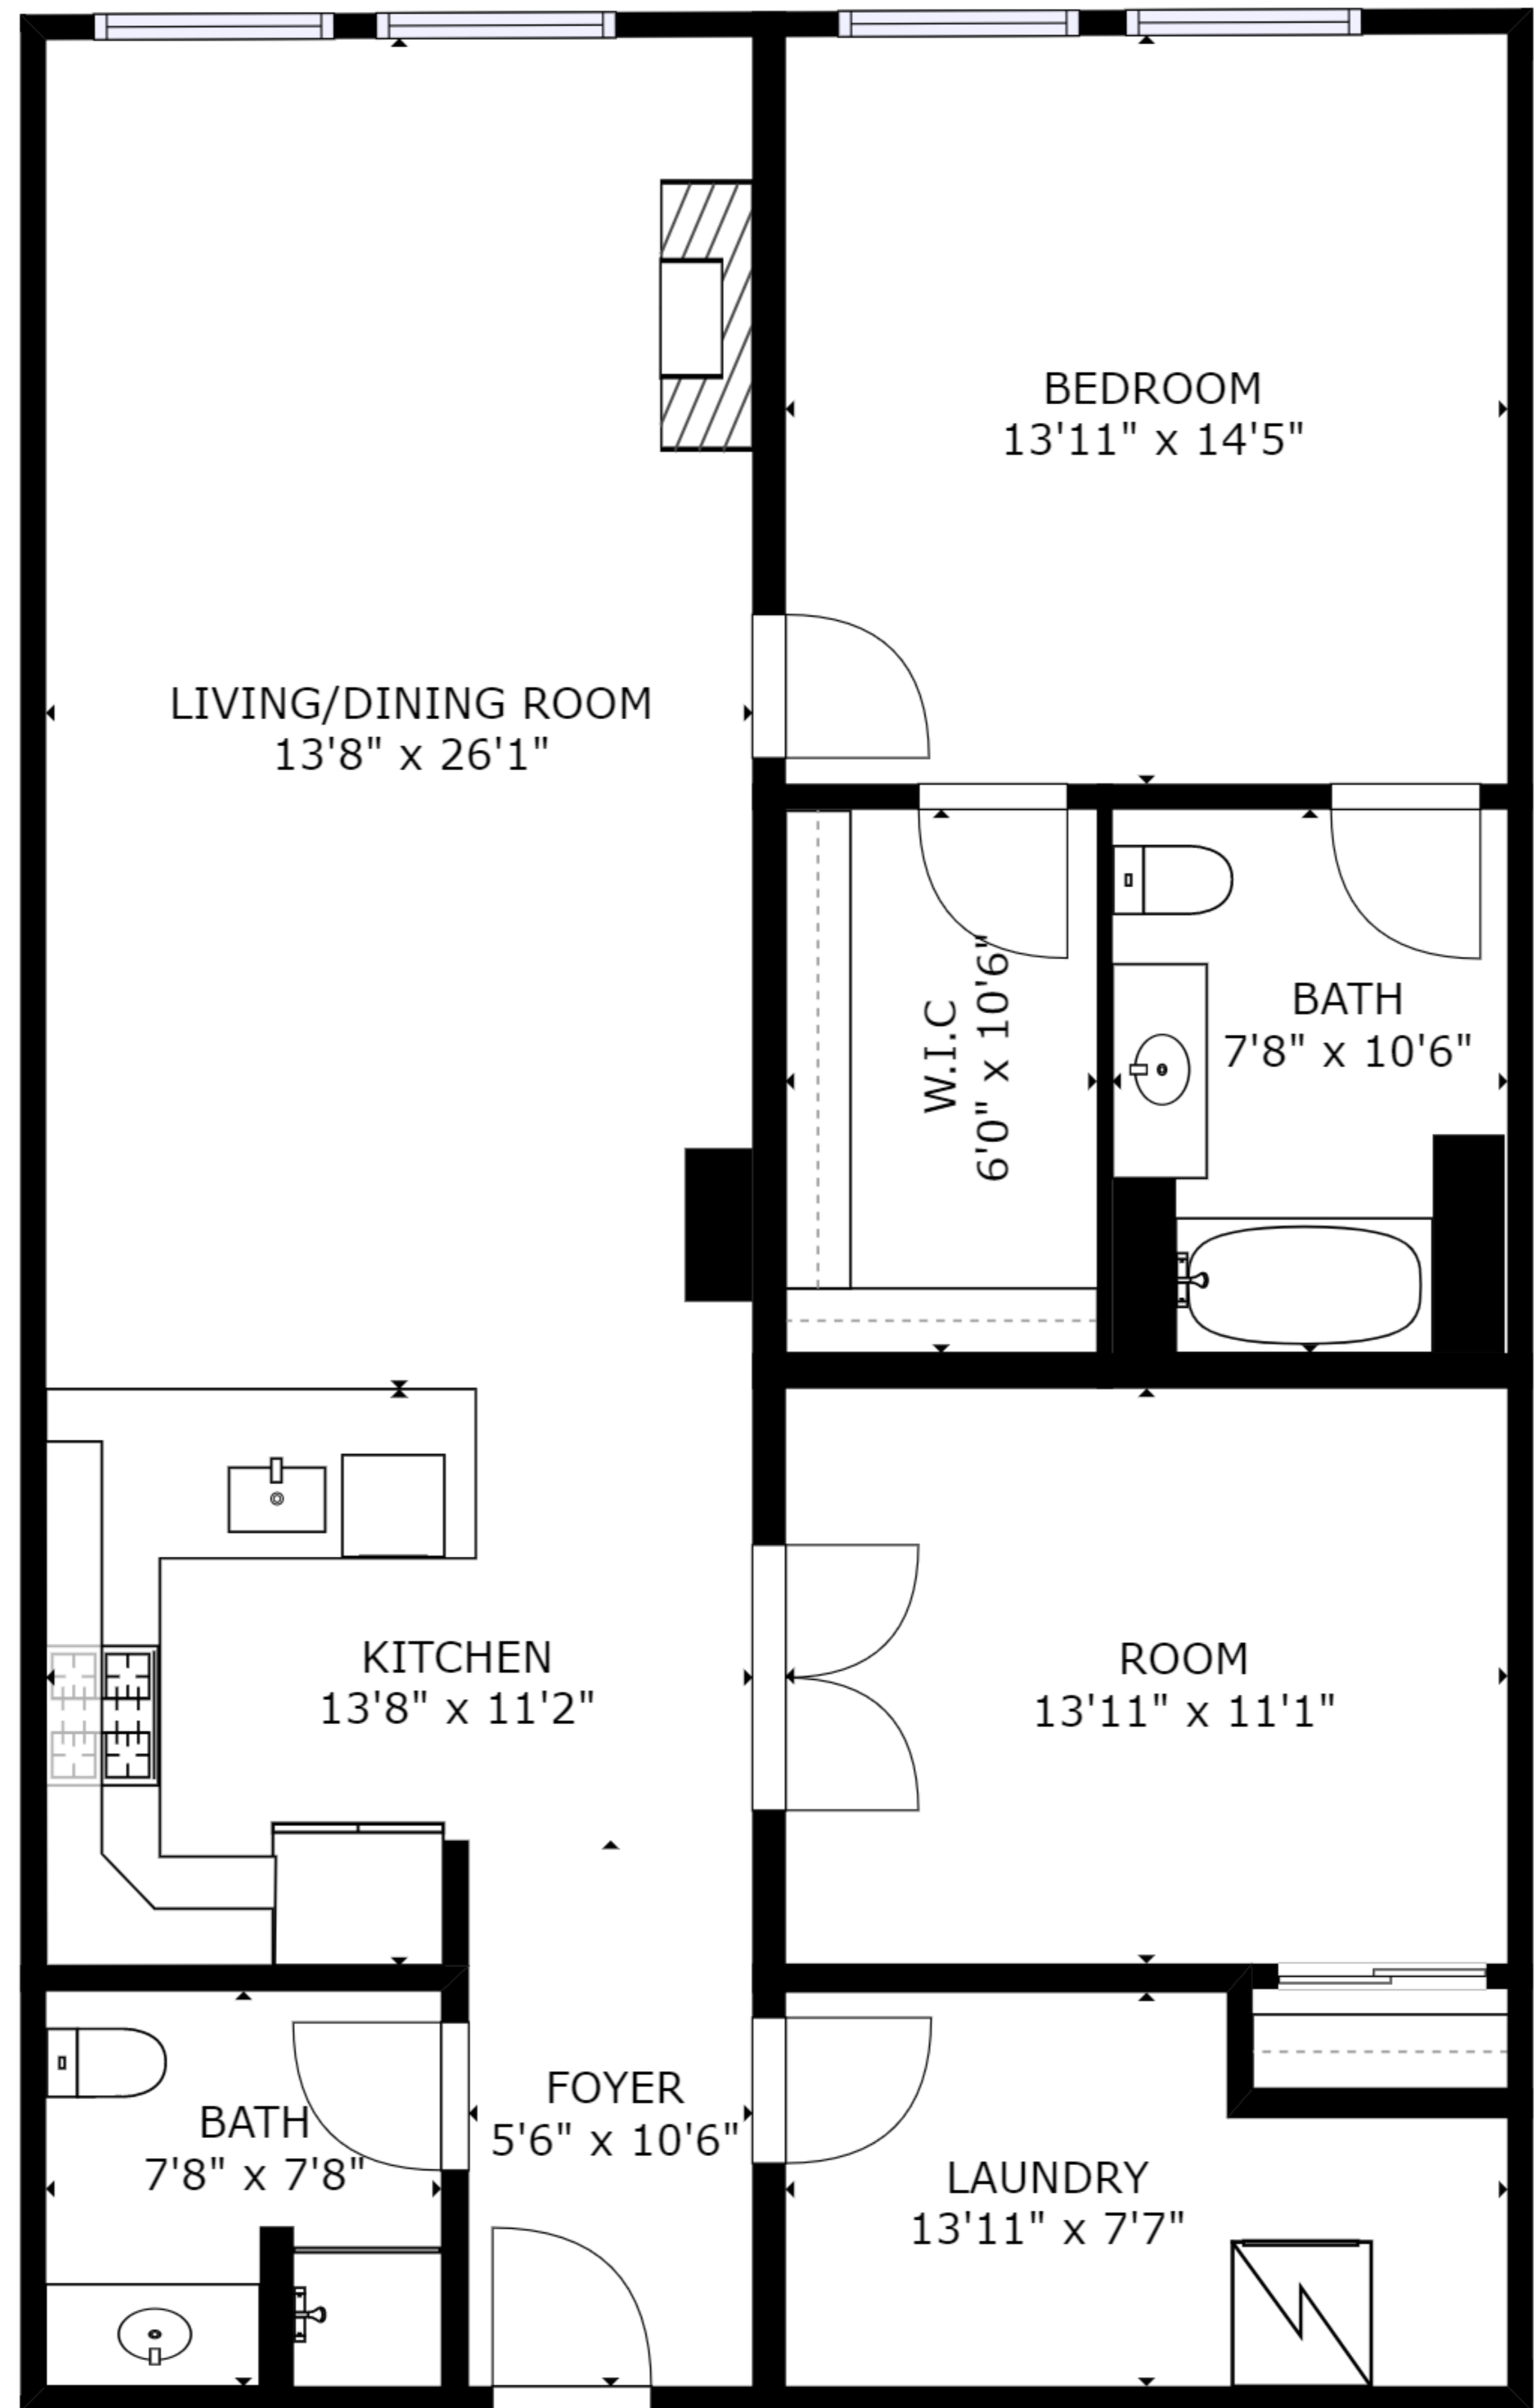 BEDROOM
13'11" x 14'5"
LIVING/DINING ROOM
13'8" x 26'1"
W.I.C
6'0" x 10'6"
BATH
7'8" x 10'6"
KITCHEN
13'8" x 11'2"
ROOM
13'11" x 11'1"
FOYER
5'6" x 10'6"
BATH
7'8" x 7'8"
LAUNDRY
13'11" x 7'7"